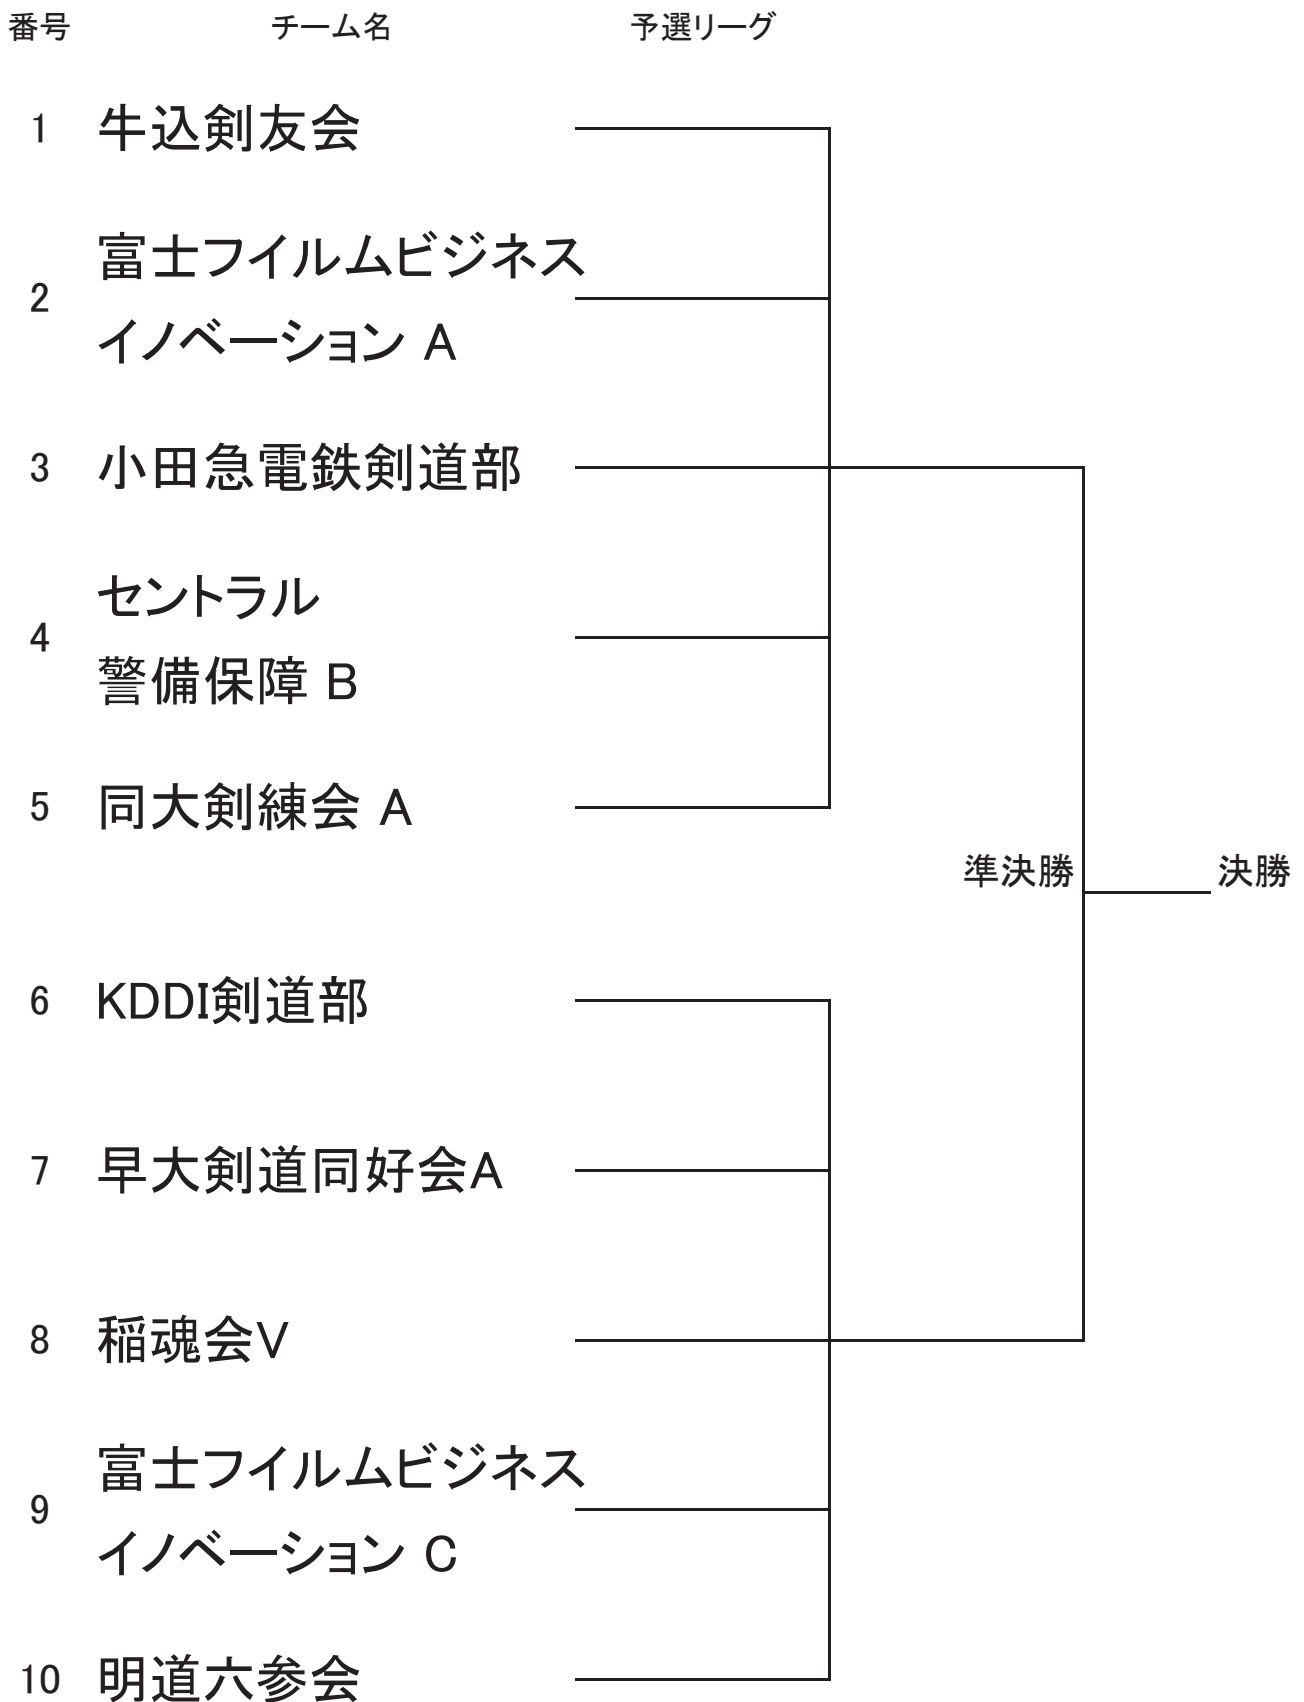 番号 チーム名 予選リーグ
1 牛込剣友会
富士フイルムビジネス
2
イノベーション A
3 小田急電鉄剣道部
セントラル
4
警備保障 B
5 同大剣練会 A
準決勝 決勝
6 KDDI剣道部
7 早大剣道同好会A
8 稲魂会V
富士フイルムビジネス
9
イノベーション C
10 明道六参会